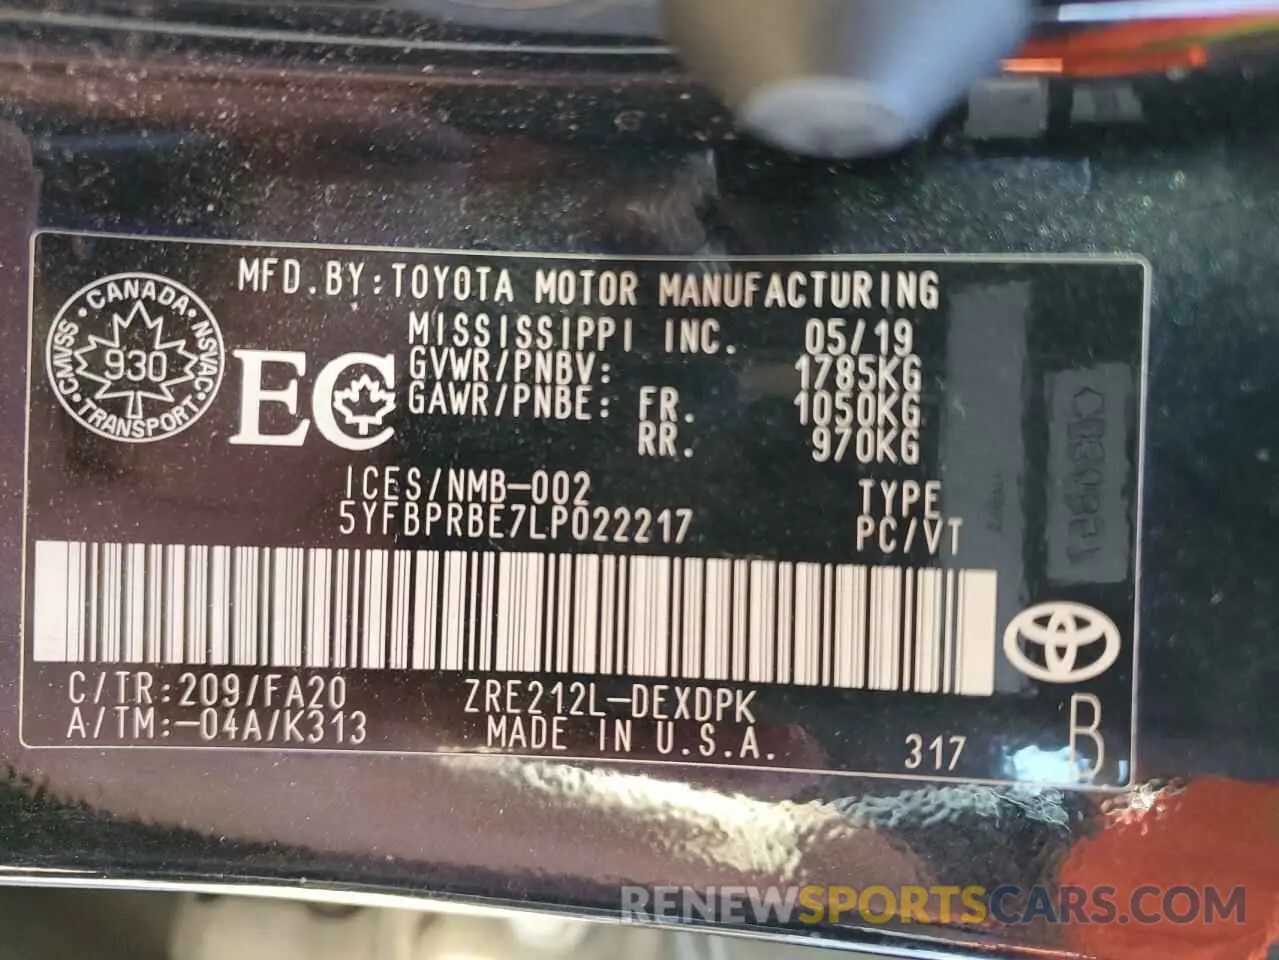 MFD.BY:TOYOTA MOTOR MANUFACTURING
MISSISSIPPI INC. 05/19
GVWR/PNBV: 1785KG
GAWR/PNBE: FR. 1050KG
RR. 970KG
CANADA
CMVSS
930
NSVAC
TRANSPORT
EC
ICES/NMB-002 TYPE
5YFBPRBE7LP022217 PC/VT
C/TR:209/FA20 ZRE212L-DEXDPK
A/TM:-04A/K313 MADE IN U.S.A.
317
B
RENEWSPORTSCARS.COM